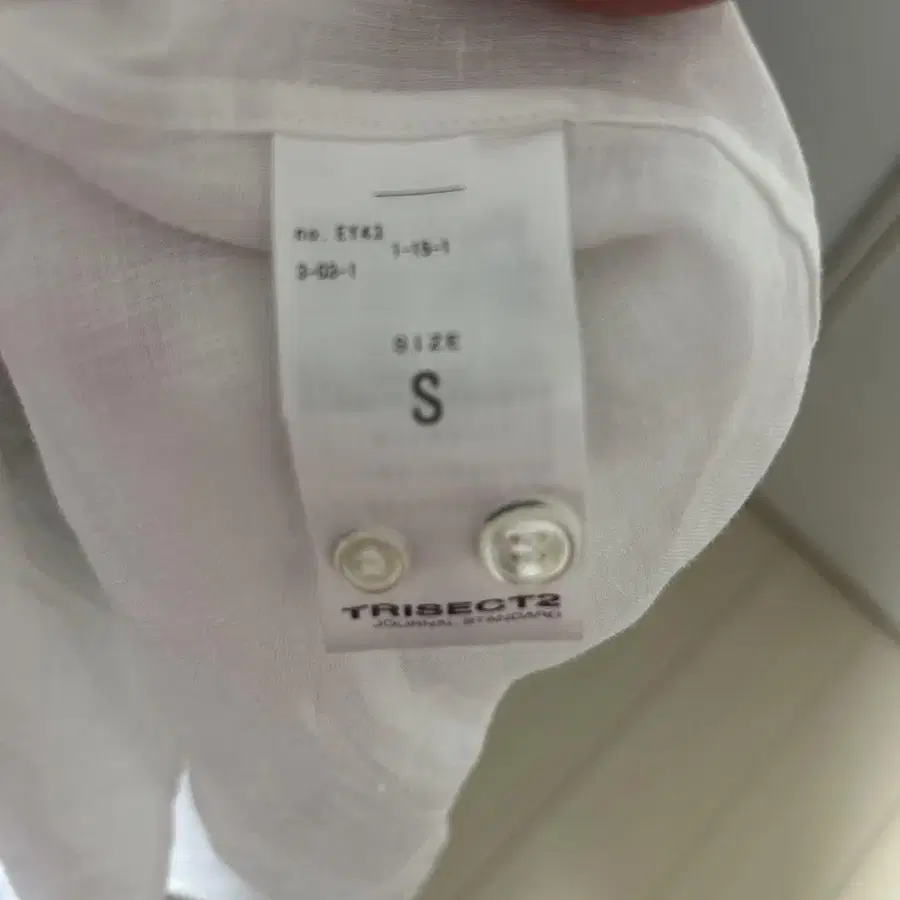 no. EY43
1-15-1
3-03-1
SIZE
S
TRISECT2
JOURNAL STANDARD